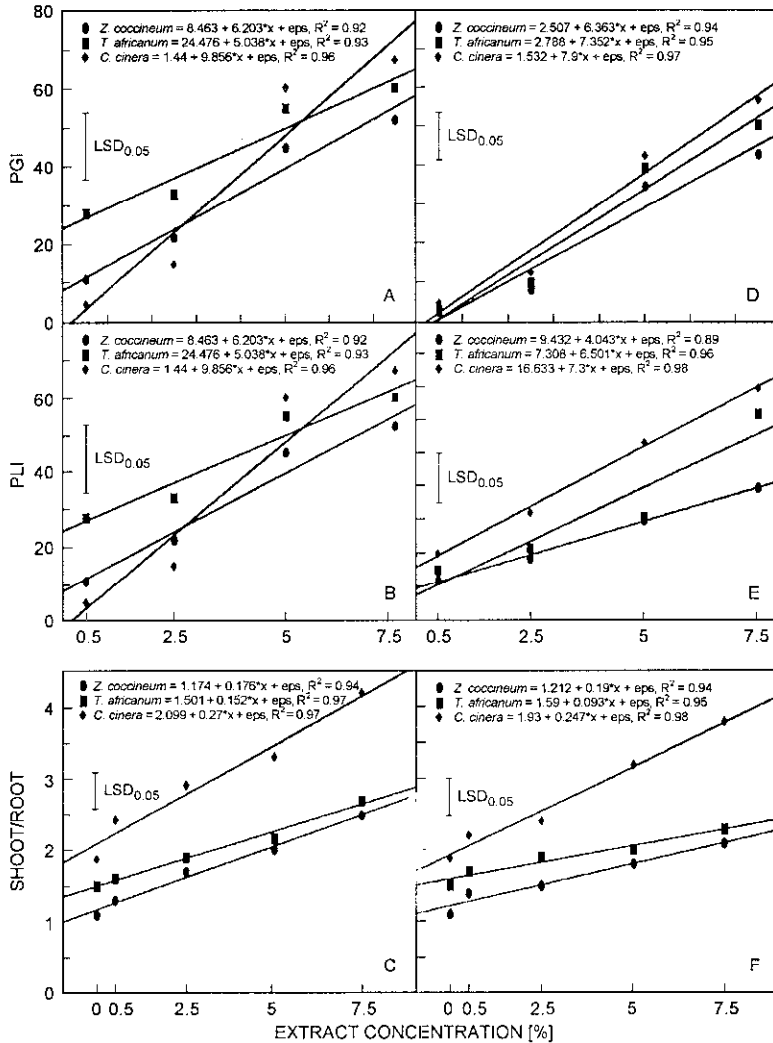 80
60
40
20
0
PGI
Z. coccineum = 8.463 + 6.203*x + eps, R² = 0.92
T. africanum = 24.476 + 5.038*x + eps, R² = 0.93
C. cinera = 1.44 + 9.856*x + eps, R² = 0.96
LSD0.05
A
Z. coccineum = 2.507 + 6.363*x + eps, R² = 0.94
T. africanum = 2.788 + 7.352*x + eps, R² = 0.95
C. cinera = 1.532 + 7.9*x + eps, R² = 0.97
LSD0.05
D
60
40
20
0
PLI
Z. coccineum = 8.463 + 6.203*x + eps, R² = 0.92
T. africanum = 24.476 + 5.038*x + eps, R² = 0.93
C. cinera = 1.44 + 9.856*x + eps, R² = 0.96
LSD0.05
B
0.5 2.5 5 7.5
Z. coccineum = 9.432 + 4.043*x + eps, R² = 0.89
T. africanum = 7.308 + 6.501*x + eps, R² = 0.96
C. cinera = 16.633 + 7.3*x + eps, R² = 0.98
LSD0.05
E
0.5 2.5 5 7.5
4
3
2
1
0
SHOOT/ROOT
Z. coccineum = 1.174 + 0.176*x + eps, R² = 0.94
T. africanum = 1.501 + 0.152*x + eps, R² = 0.97
C. cinera = 2.099 + 0.27*x + eps, R² = 0.97
LSD0.05
C
0 0.5 2.5 5 7.5
Z. coccineum = 1.212 + 0.19*x + eps, R² = 0.94
T. africanum = 1.59 + 0.093*x + eps, R² = 0.95
C. cinera = 1.93 + 0.247*x + eps, R² = 0.98
LSD0.05
F
0 0.5 2.5 5 7.5
EXTRACT CONCENTRATION [%]